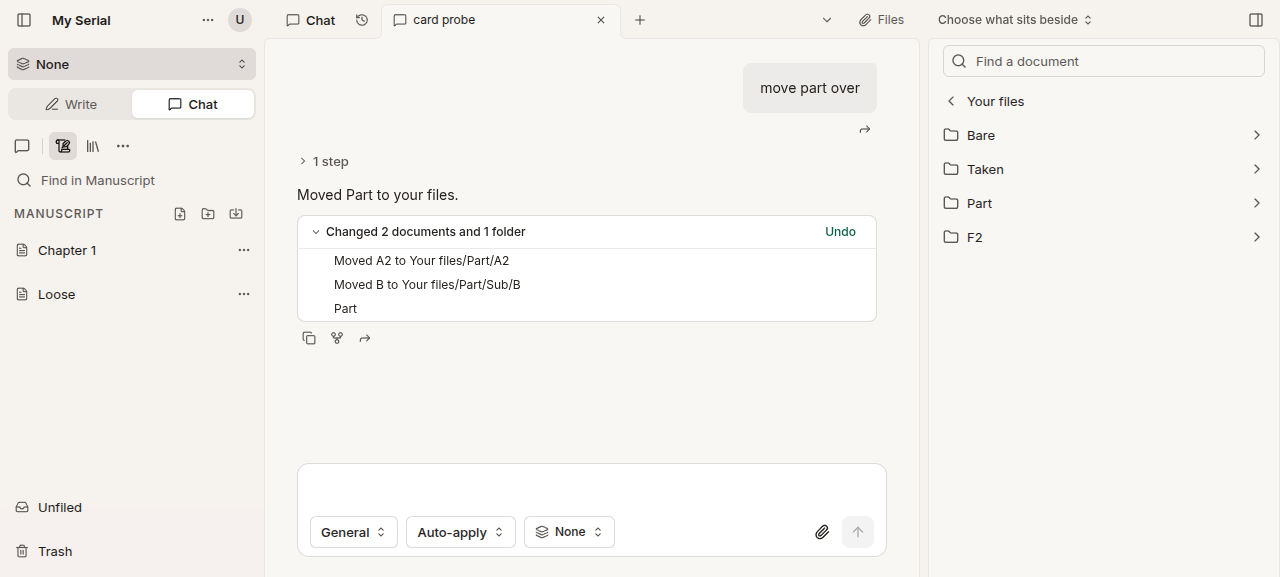 My Serial
U
None
Write
Chat
Find in Manuscript
MANUSCRIPT
Chapter 1
Loose
Unfiled
Trash
Chat
card probe
Files
move part over
1 step
Moved Part to your files.
Changed 2 documents and 1 folder
Undo
Moved A2 to Your files/Part/A2
Moved B to Your files/Part/Sub/B
Part
General
Auto-apply
None
Choose what sits beside
Find a document
Your files
Bare
Taken
Part
F2